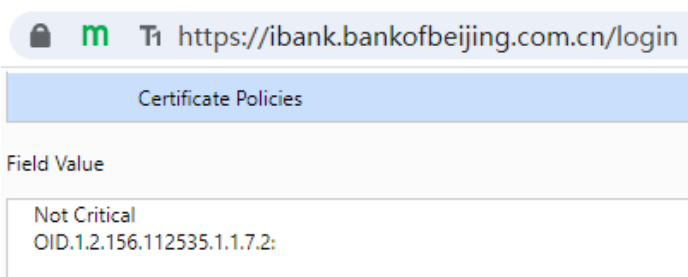 m T1 https://ibank.bankofbeijing.com.cn/login
Certificate Policies
Field Value
Not Critical
OID.1.2.156.112535.1.1.7.2: